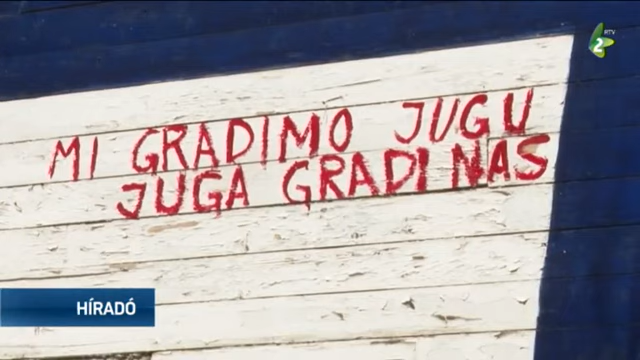 RTV
2
MI GRADIMO JUGU
JUGA GRADI NAS
HÍRADÓ